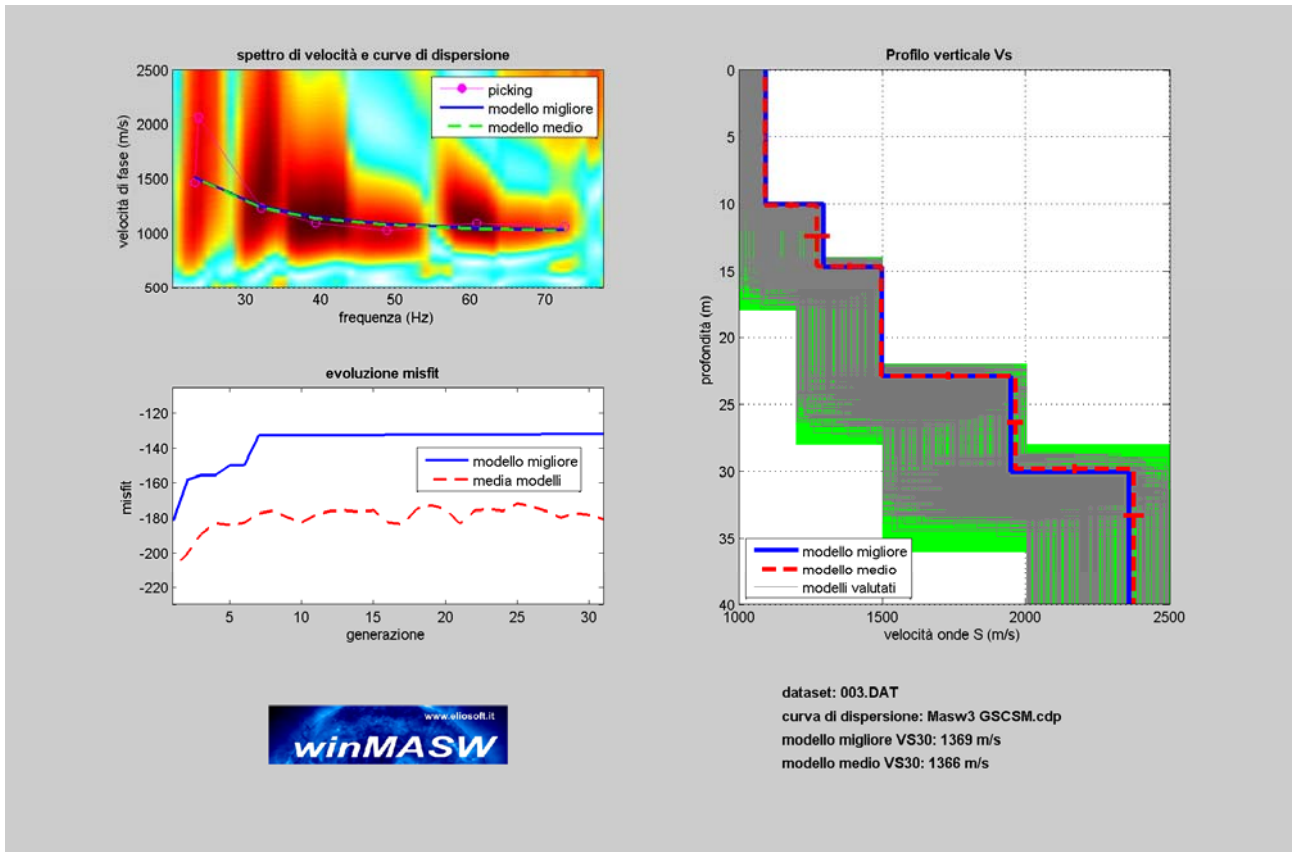 spettro di velocità e curve di dispersione
2500
2000
1500
1000
500
velocità di fase (m/s)
picking
modello migliore
modello medio
30 40 50 60 70
frequenza (Hz)
evoluzione misfit
-120
-140
-160
-180
-200
-220
misfit
modello migliore
media modelli
5 10 15 20 25 30
generazione
Profilo verticale Vs
0
5
10
15
20
25
30
35
40
profondità (m)
modello migliore
modello medio
modelli valutati
1000 1500 2000 2500
velocità onde S (m/s)
www.eliosoft.it
winMASW
dataset: 003.DAT
curva di dispersione: Masw3 GSCSM.cdp
modello migliore VS30: 1369 m/s
modello medio VS30: 1366 m/s